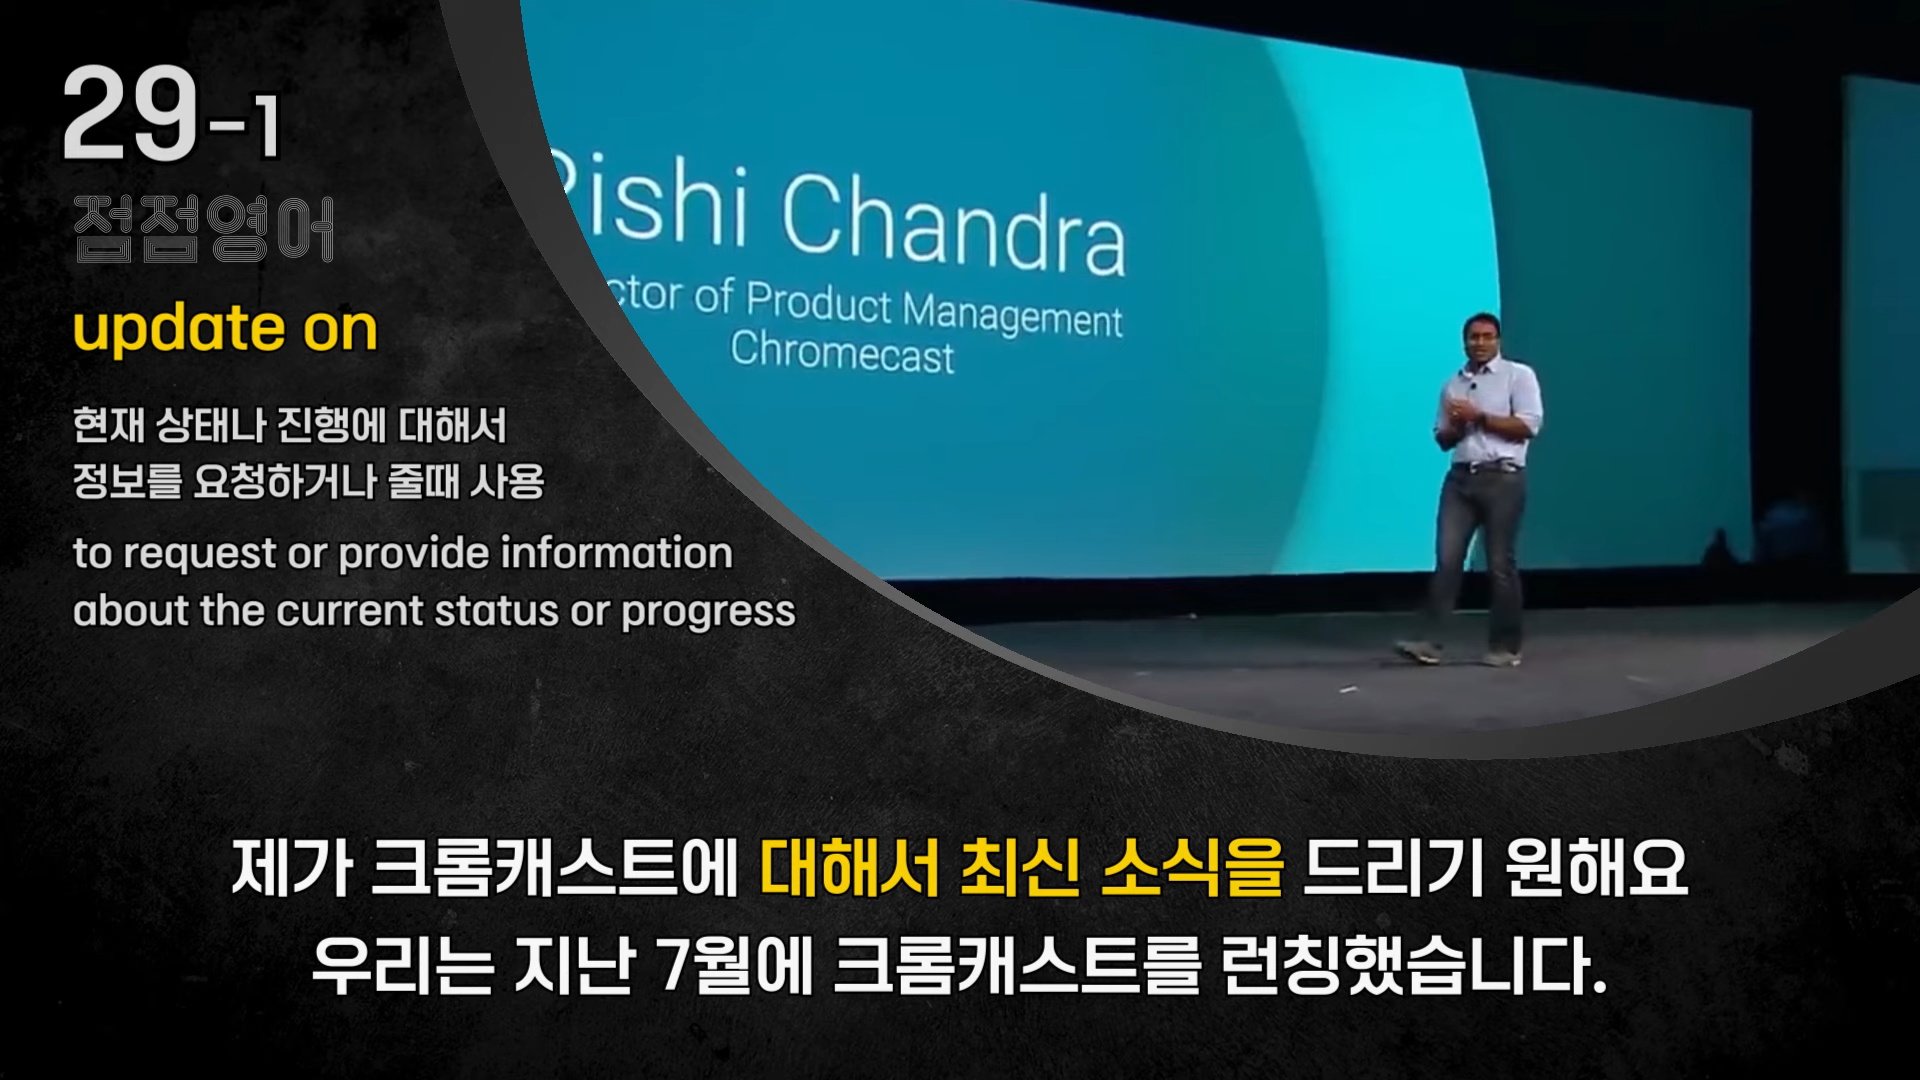 29-1
점점영어
update on
현재 상태나 진행에 대해서
정보를 요청하거나 줄때 사용
to request or provide information
about the current status or progress
ishi Chandra
ctor of Product Management
Chromecast
제가 크롬캐스트에 대해서 최신 소식을 드리기 원해요
우리는 지난 7월에 크롬캐스트를 런칭했습니다.